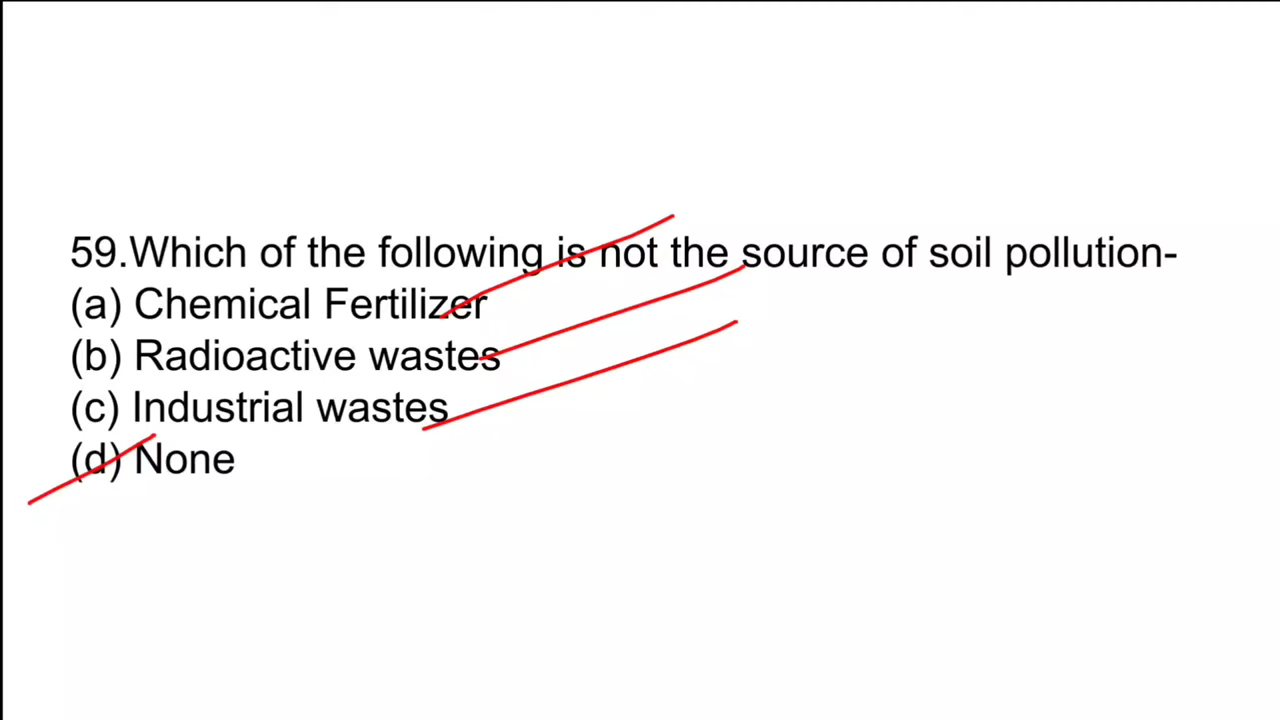 59.Which of the following is not the source of soil pollution-
(a) Chemical Fertilizer
(b) Radioactive wastes
(c) Industrial wastes
(d) None